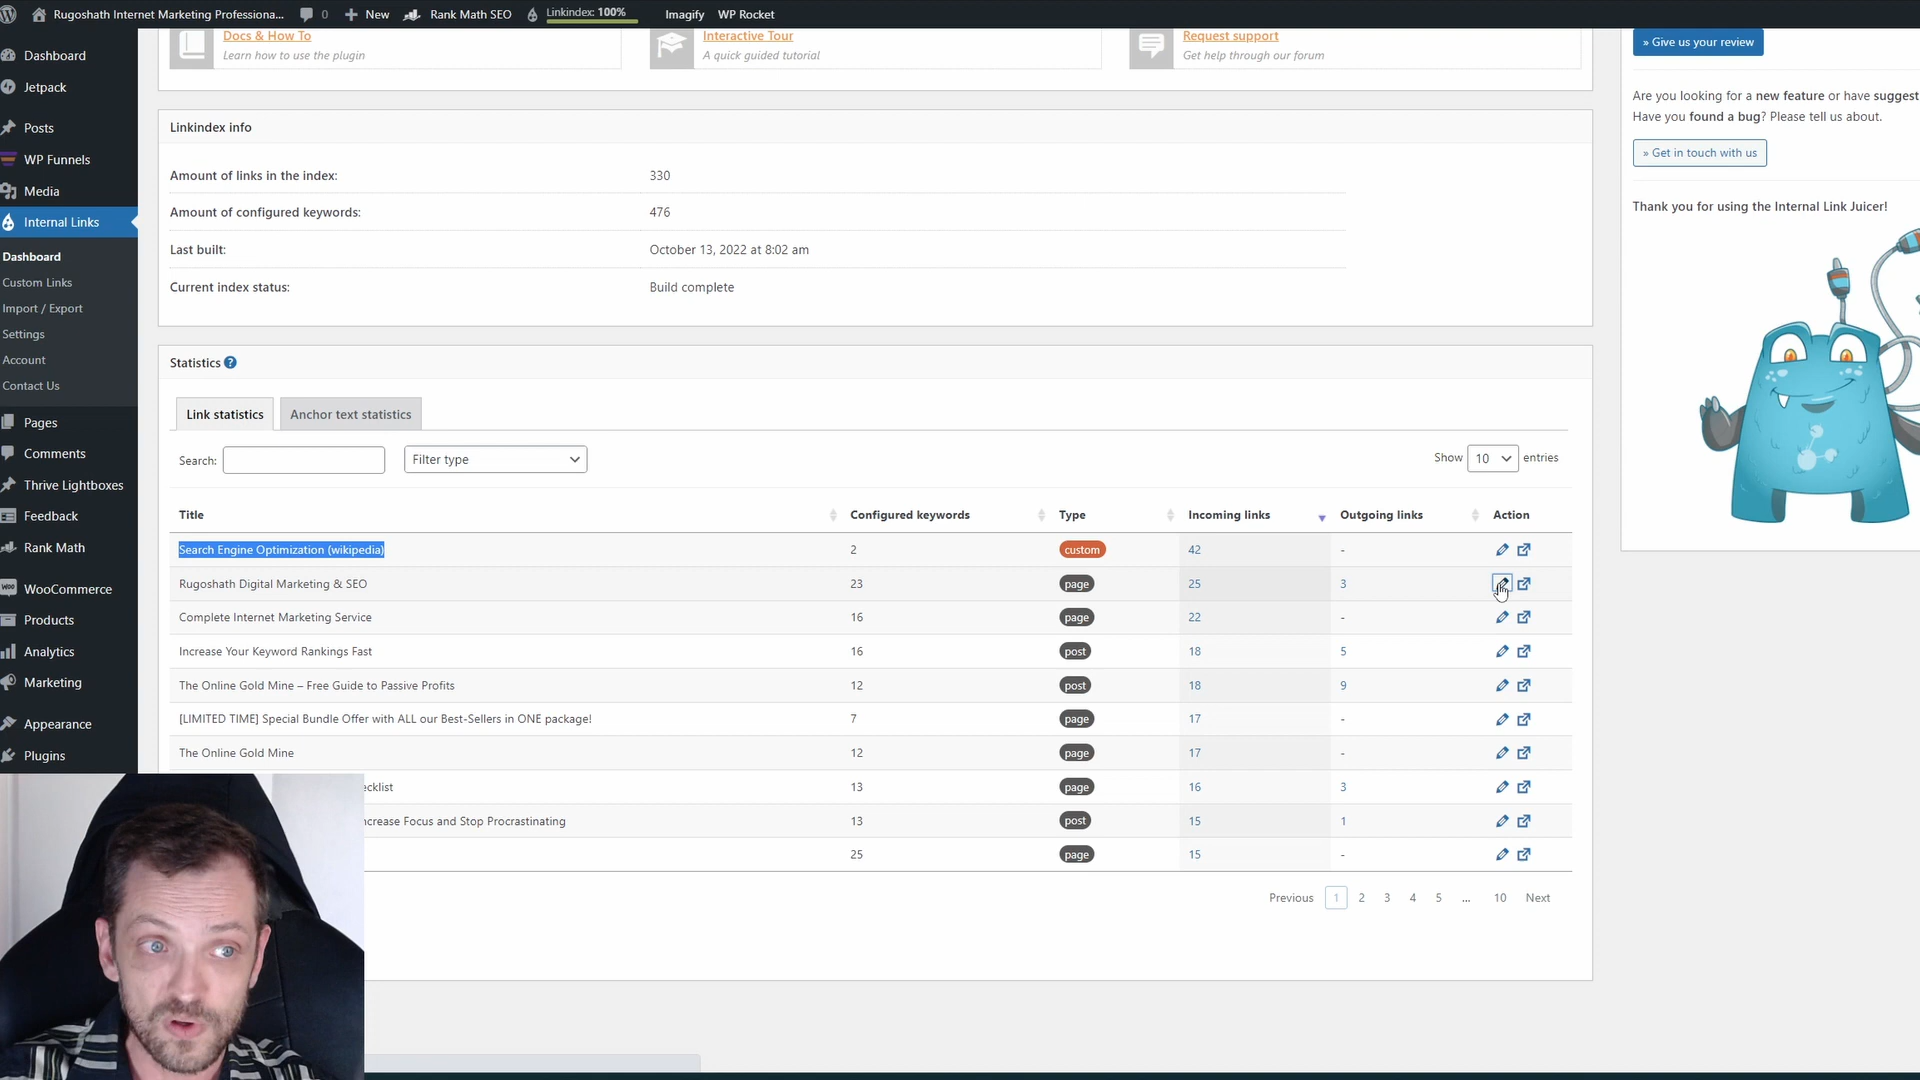 Rugoshath Internet Marketing Professiona... 0 New Rank Math SEO Linkindex: 100% Imagify WP Rocket
Dashboard
Jetpack
Posts
WP Funnels
Media
Internal Links
Dashboard
Custom Links
Import / Export
Settings
Account
Contact Us
Pages
Comments
Thrive Lightboxes
Feedback
Rank Math
WooCommerce
Products
Analytics
Marketing
Appearance
Plugins
Docs & How To
Learn how to use the plugin
Interactive Tour
A quick guided tutorial
Request support
Get help through our forum
Linkindex info
Amount of links in the index: 330
Amount of configured keywords: 476
Last built: October 13, 2022 at 8:02 am
Current index status: Build complete
Statistics ?
Link statistics Anchor text statistics
Search: Filter type Show 10 entries
Title Configured keywords Type Incoming links Outgoing links Action
Search Engine Optimization (wikipedia) 2 custom 42 -
Rugoshath Digital Marketing & SEO 23 page 25 3
Complete Internet Marketing Service 16 page 22 -
Increase Your Keyword Rankings Fast 16 post 18 5
The Online Gold Mine – Free Guide to Passive Profits 12 post 18 9
[LIMITED TIME] Special Bundle Offer with ALL our Best-Sellers in ONE package! 7 page 17 -
The Online Gold Mine 12 page 17 -
ecklist 13 page 16 3
ncrease Focus and Stop Procrastinating 13 post 15 1
25 page 15 -
Previous 1 2 3 4 5 ... 10 Next
» Give us your review
Are you looking for a new feature or have suggest
Have you found a bug? Please tell us about.
» Get in touch with us
Thank you for using the Internal Link Juicer!